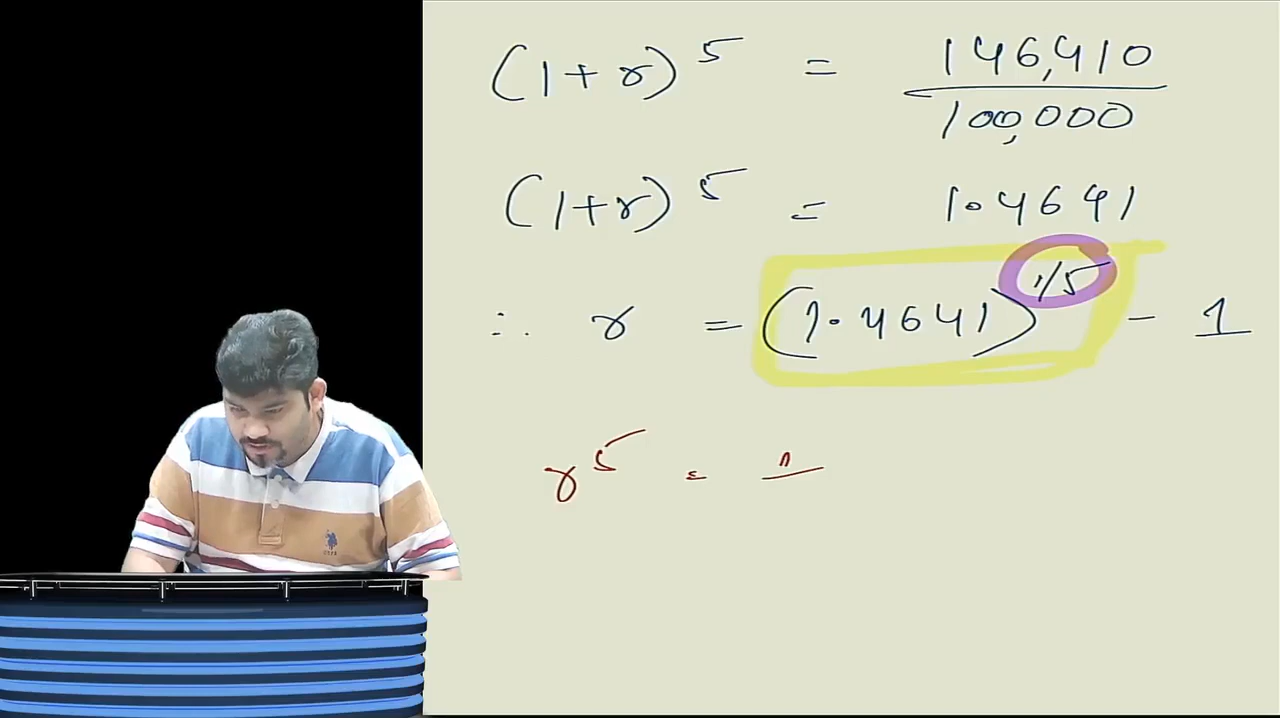 (1+r)^5 = 146,410 / 100,000
(1+r)^5 = 1.4641
∴ r = (1.4641)^1/5 - 1
r^5 =